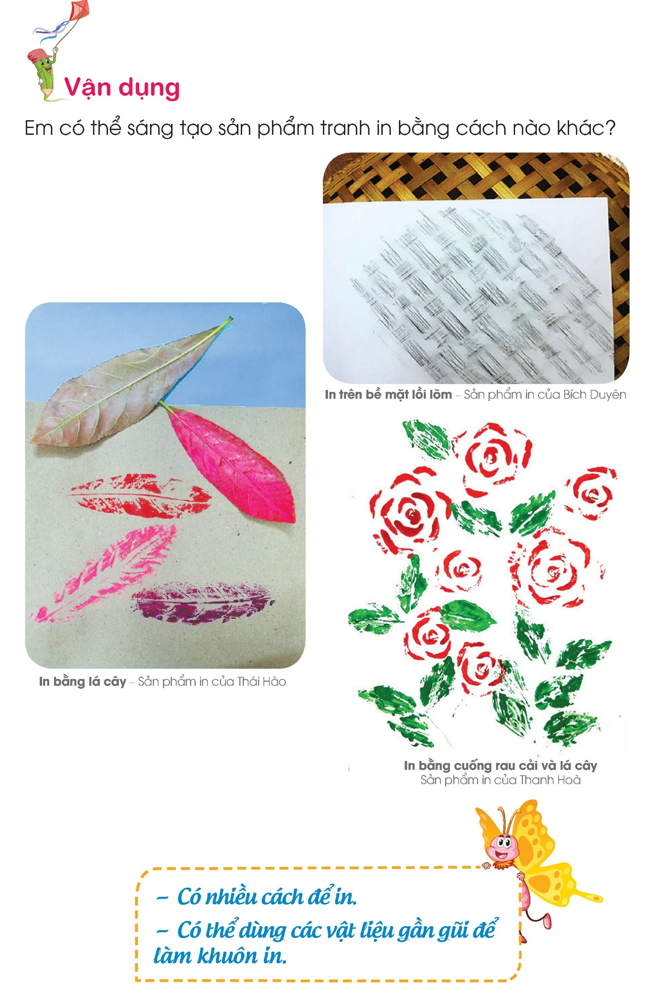 Vận dụng
Em có thể sáng tạo sản phẩm tranh in bằng cách nào khác?
In trên bề mặt lồi lõm – Sản phẩm in của Bích Duyên
In bằng lá cây – Sản phẩm in của Thái Hào
In bằng cuống rau cải và lá cây
Sản phẩm in của Thanh Hoà
– Có nhiều cách để in.
– Có thể dùng các vật liệu gần gũi để
làm khuôn in.